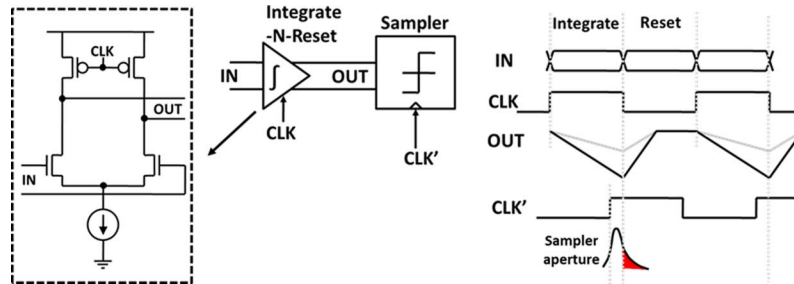 CLK
OUT
IN
Integrate
-N-Reset
IN
OUT
CLK
Sampler
CLK’
Integrate
Reset
IN
CLK
OUT
CLK’
Sampler
aperture